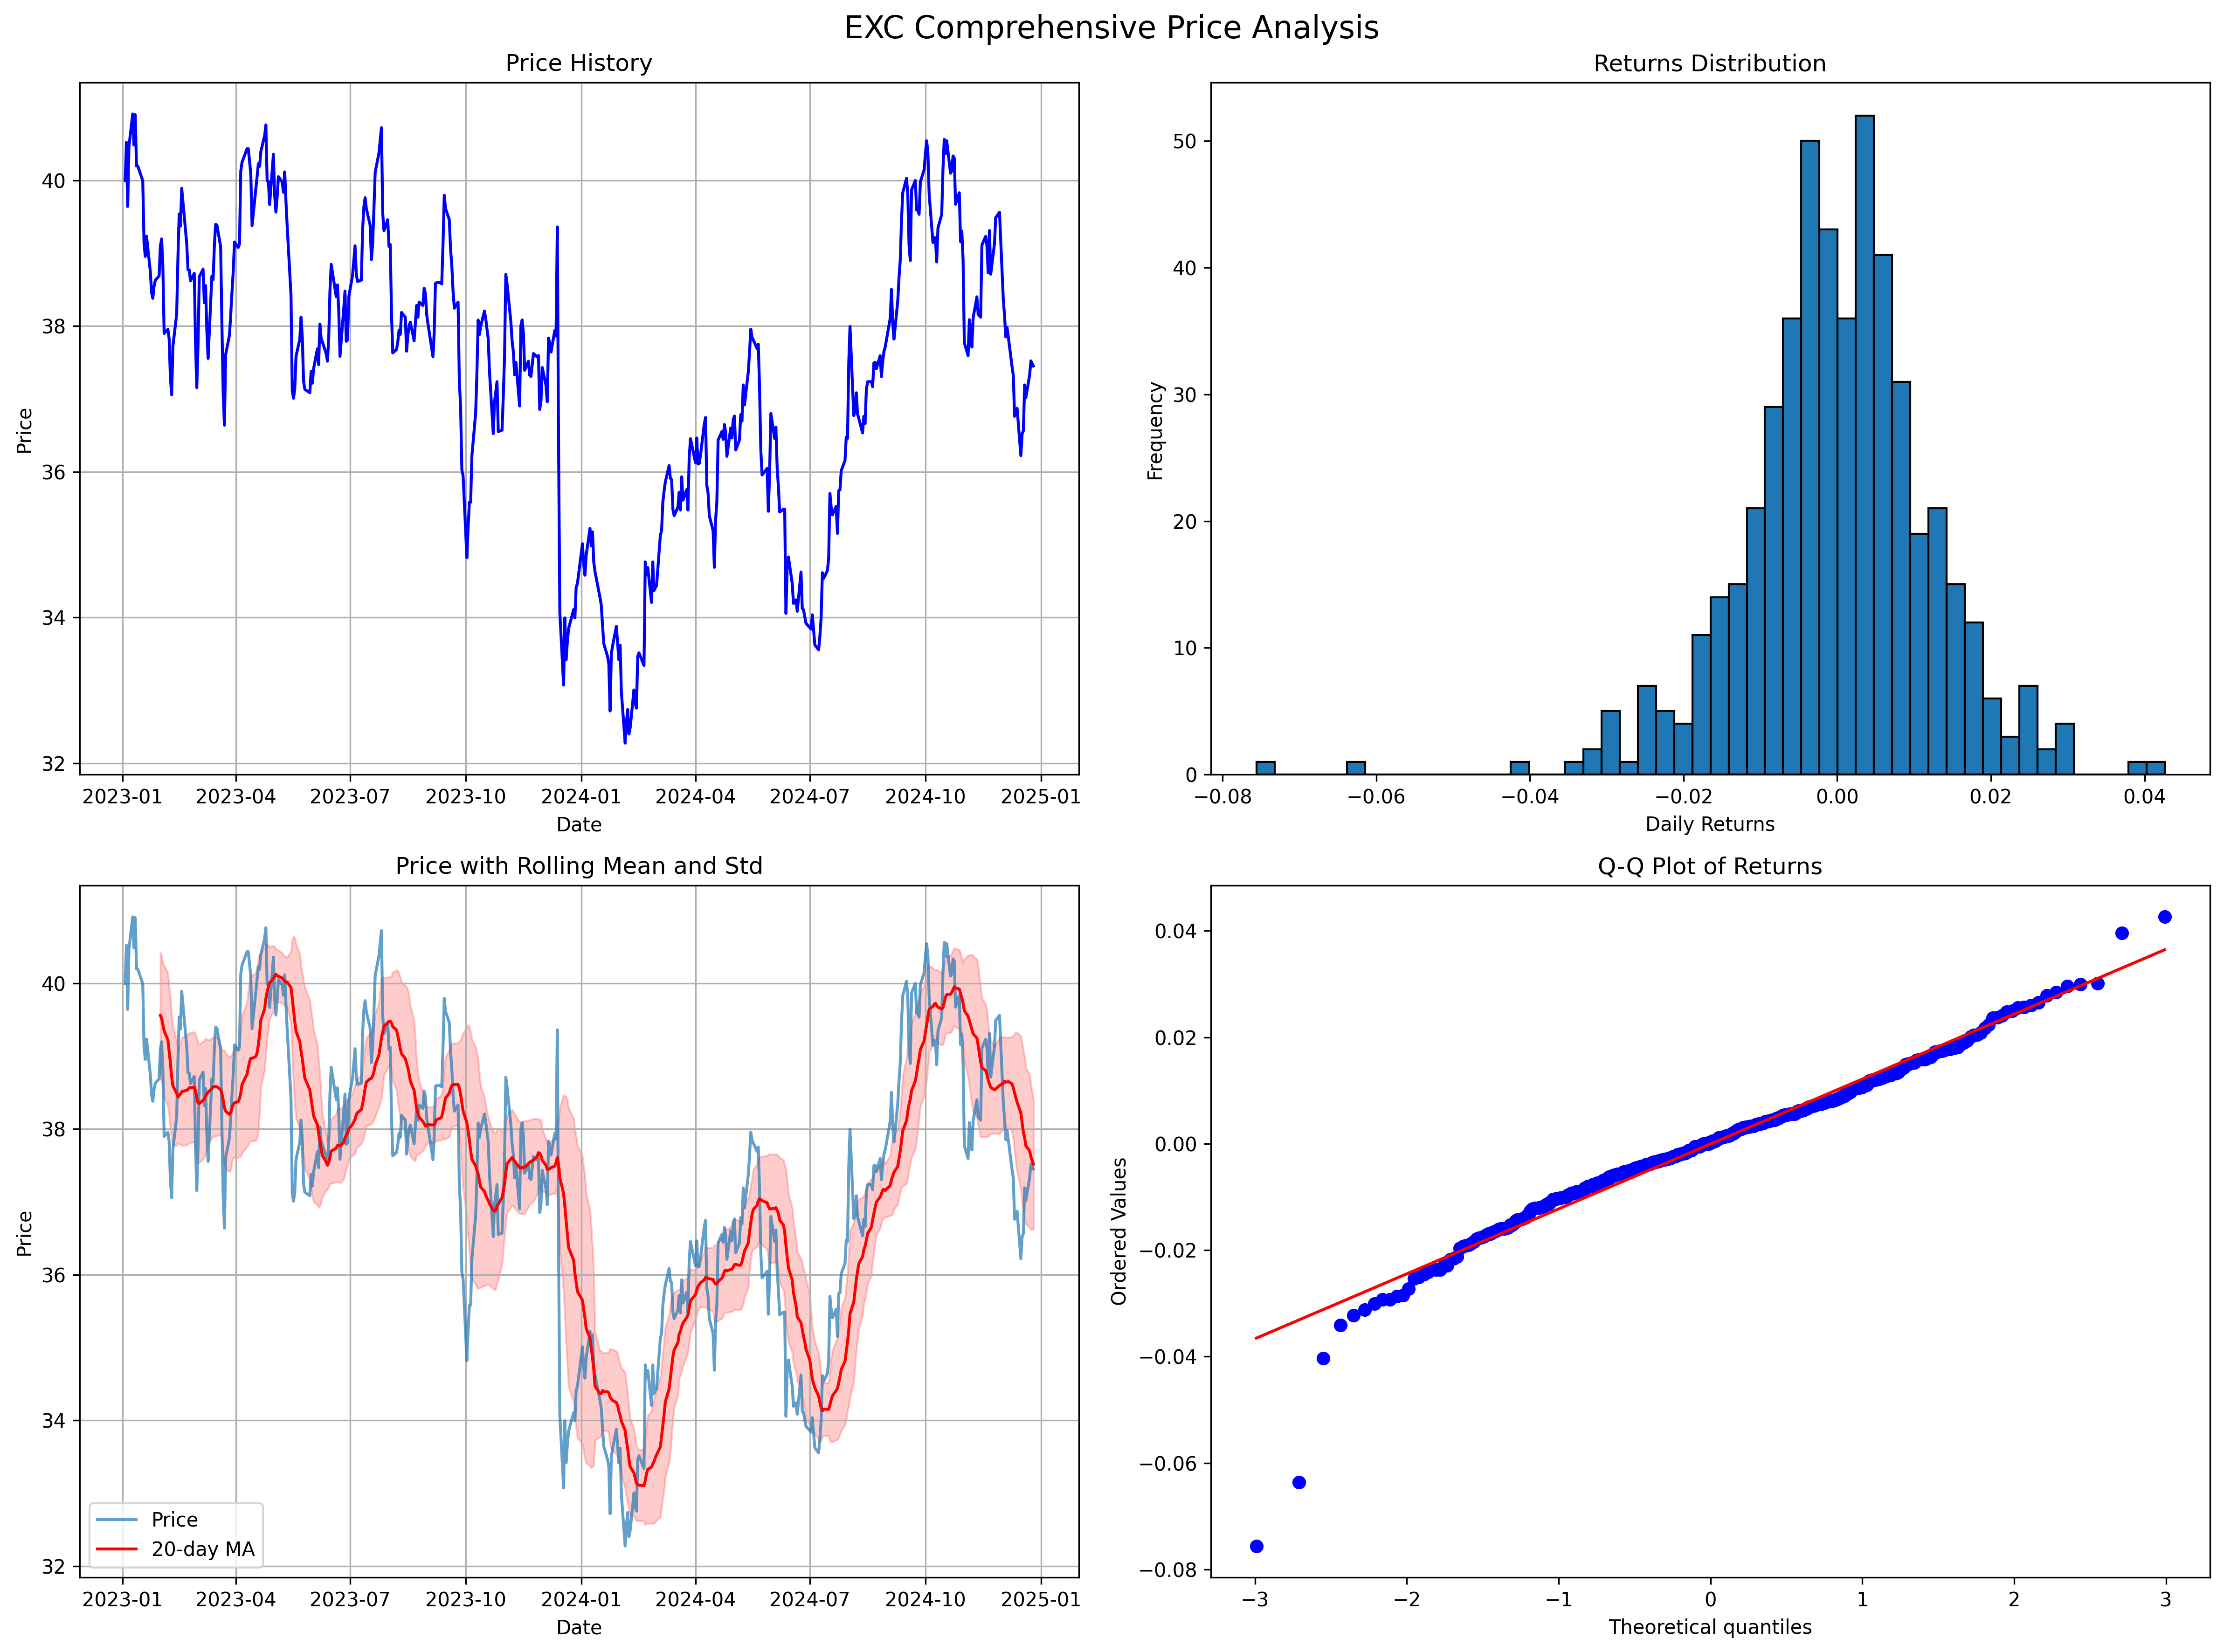 EXC Comprehensive Price Analysis
Price History
Price
40
38
36
34
32
2023-01 2023-04 2023-07 2023-10 2024-01 2024-04 2024-07 2024-10 2025-01
Date
Returns Distribution
Frequency
50
40
30
20
10
0
−0.08 −0.06 −0.04 −0.02 0.00 0.02 0.04
Daily Returns
Price with Rolling Mean and Std
Price
40
38
36
34
32
Price
20-day MA
2023-01 2023-04 2023-07 2023-10 2024-01 2024-04 2024-07 2024-10 2025-01
Date
Q-Q Plot of Returns
Ordered Values
0.04
0.02
0.00
−0.02
−0.04
−0.06
−0.08
−3 −2 −1 0 1 2 3
Theoretical quantiles